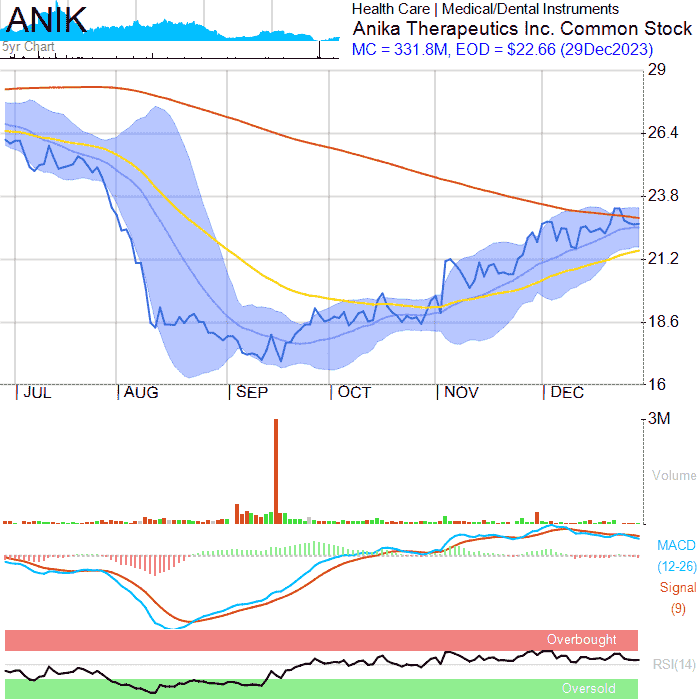 ANIK
5yr Chart
Health Care | Medical/Dental Instruments
Anika Therapeutics Inc. Common Stock
MC = 331.8M, EOD = $22.66 (29Dec2023)
29
26.4
23.8
21.2
18.6
16
JUL AUG SEP OCT NOV DEC
3M
Volume
MACD
(12-26)
Signal
(9)
Overbought
RSI(14)
Oversold